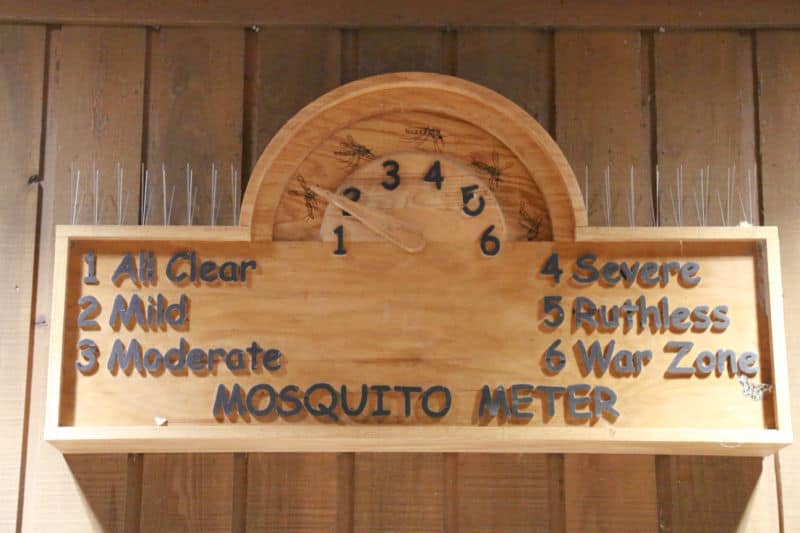 1 2 3 4 5 6
1 All Clear
2 Mild
3 Moderate
4 Severe
5 Ruthless
6 War Zone
MOSQUITO METER